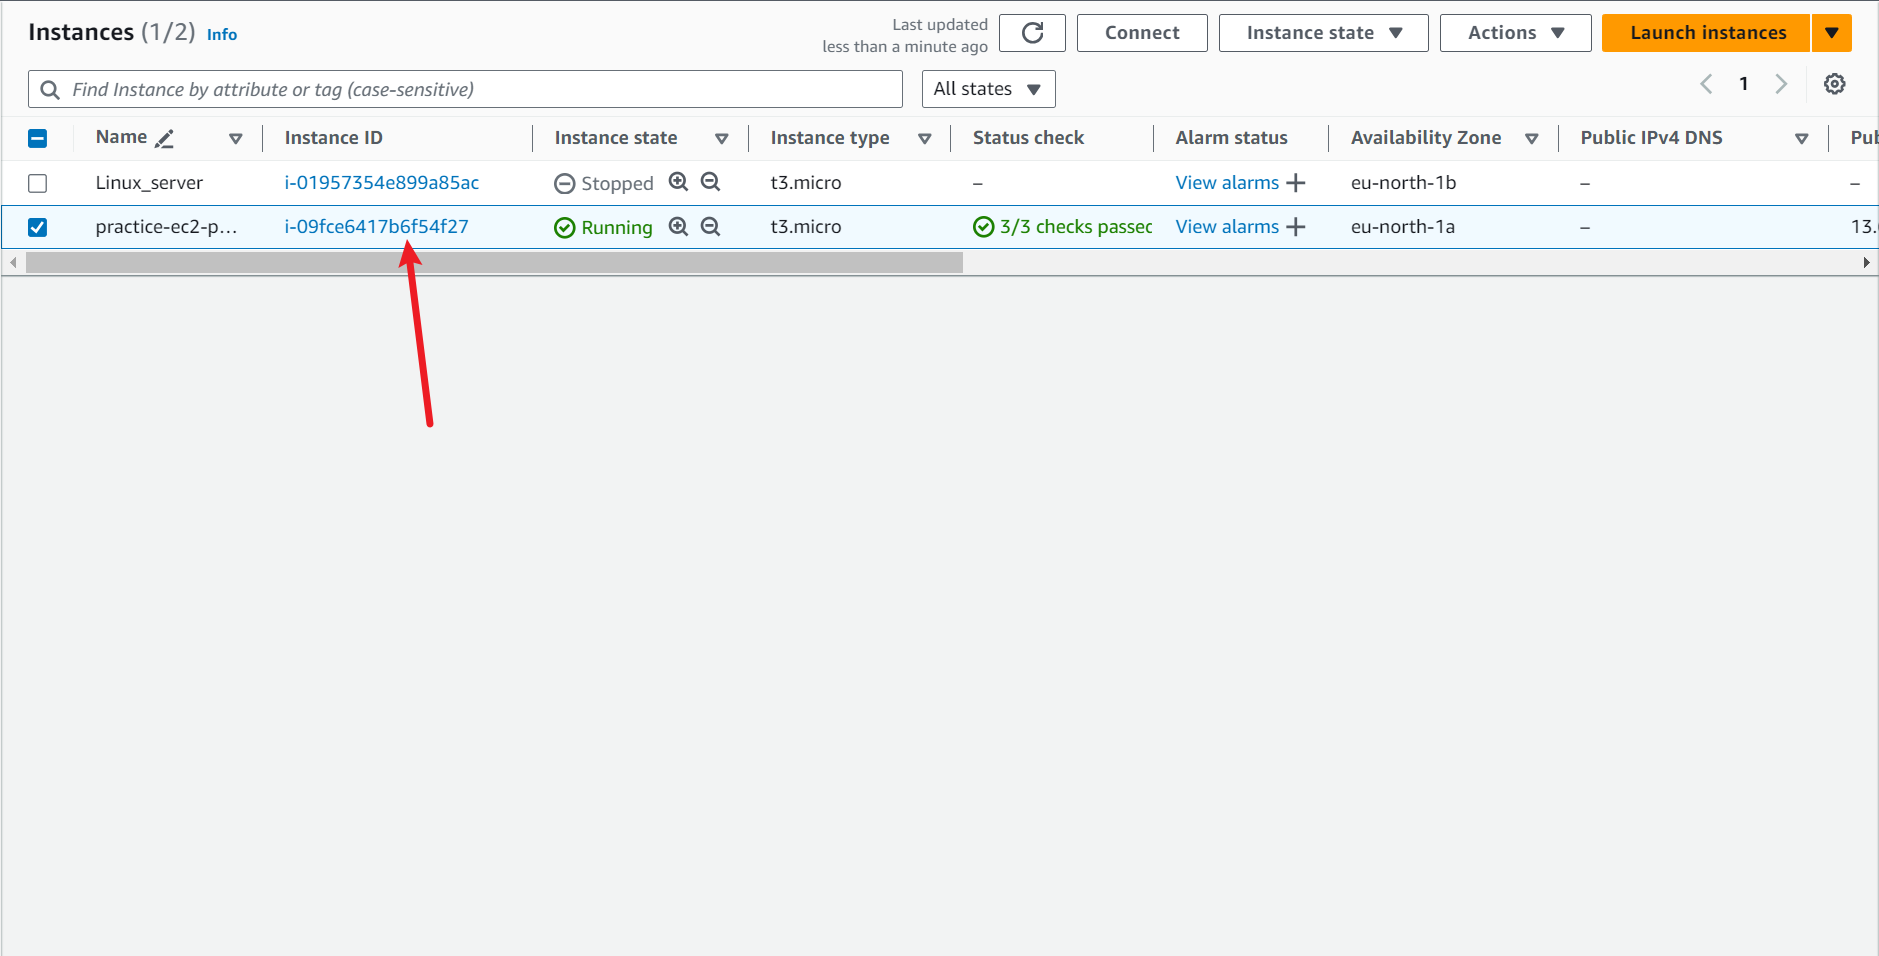 Instances (1/2) Info
Last updated
less than a minute ago
Connect
Instance state
Actions
Launch instances
Find Instance by attribute or tag (case-sensitive)
All states
1
Name Instance ID Instance state Instance type Status check Alarm status Availability Zone Public IPv4 DNS Pub
Linux_server i-01957354e899a85ac Stopped t3.micro – View alarms + eu-north-1b – –
practice-ec2-p... i-09fce6417b6f54f27 Running t3.micro 3/3 checks passed View alarms + eu-north-1a – 13.